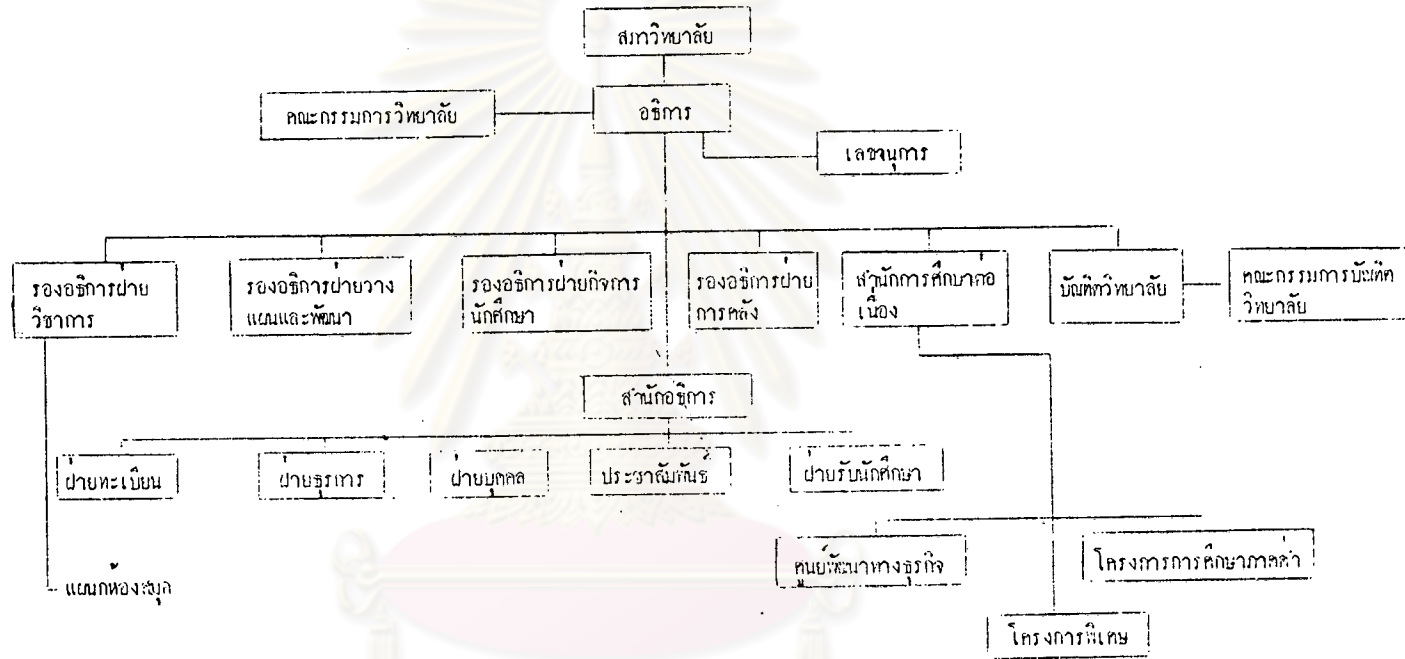 สภาวิทยาลัย
คณะกรรมการวิทยาลัย
อธิการ
เลขานุการ
รองอธิการฝ่าย
วิชาการ
รองอธิการฝ่ายวาง
แผนและพัฒนา
รองอธิการฝ่ายกิจการ
นักศึกษา
รองอธิการฝ่าย
การคลัง
สำนักการศึกษาต่อ
เนื่อง
บัณฑิตวิทยาลัย
คณะกรรมการบัณฑิต
วิทยาลัย
สำนักอธิการ
ฝ่ายทะเบียน
ฝ่ายธุรการ
ฝ่ายบุคคล
ประชาสัมพันธ์
ฝ่ายรับนักศึกษา
ศูนย์พัฒนาทางธุรกิจ
โครงการการศึกษาภาคค่ำ
แผนกห้องสมุด
โครงการพิเศษ